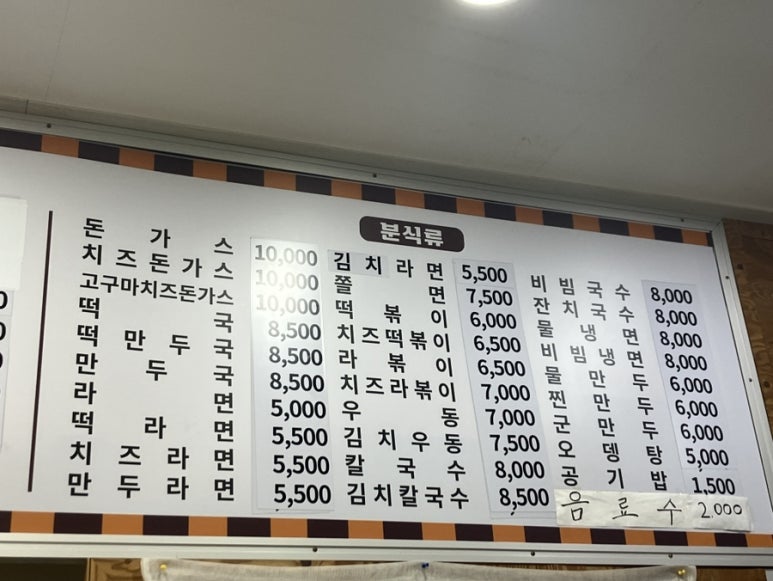 분식류
돈가스 10,000
치즈돈가스 10,000
고구마치즈돈가스 10,000
떡국 8,500
떡만두국 8,500
만두국 8,500
라면 5,000
떡라면 5,500
치즈라면 5,500
만두라면 5,500
김치라면 5,500
쫄면 7,500
떡볶이 6,000
치즈떡볶이 6,500
라볶이 6,500
치즈라볶이 7,000
우동 7,000
김치우동 7,500
칼국수 8,000
김치칼국수 8,500
비빔국수 8,000
잔치국수 8,000
물냉면 8,000
비빔냉면 8,000
물만두 6,000
찐만두 6,000
군만두 6,000
오뎅탕 5,000
공기밥 1,500
음료수 2.000